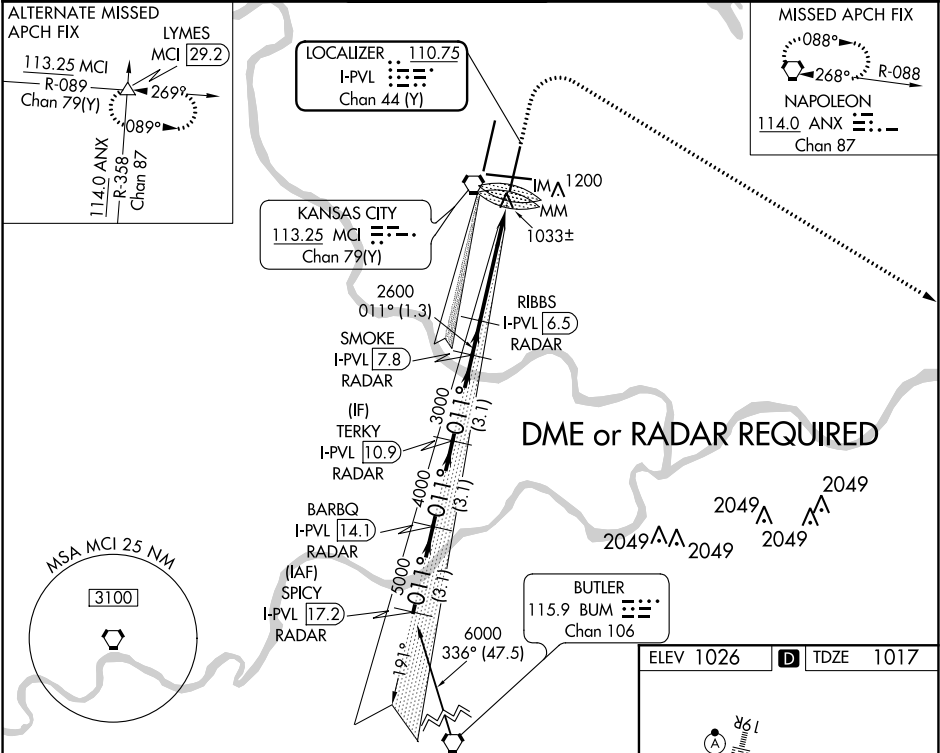 ALTERNATE MISSED
APCH FIX
LYMES
MCI 29.2
113.25 MCI
R-089
Chan 79(Y)
269°
089°
114.0 ANX
R-358
Chan 87
LOCALIZER 110.75
I-PVL
Chan 44 (Y)
MISSED APCH FIX
088°
268°
R-088
NAPOLEON
114.0 ANX
Chan 87
IM
1200
MM
1033±
KANSAS CITY
113.25 MCI
Chan 79(Y)
2600
011° (1.3)
RIBBS
I-PVL 6.5
RADAR
SMOKE
I-PVL 7.8
RADAR
3000
011°
(3.1)
(IF)
TERKY
I-PVL 10.9
RADAR
DME or RADAR REQUIRED
4000
011°
(3.1)
BARBQ
I-PVL 14.1
RADAR
2049
2049
2049
2049
2049
5000
011°
(3.1)
(IAF)
SPICY
I-PVL 17.2
RADAR
MSA MCI 25 NM
3100
BUTLER
115.9 BUM
Chan 106
6000
336° (47.5)
191°
ELEV 1026
D
TDZE 1017
19R
A